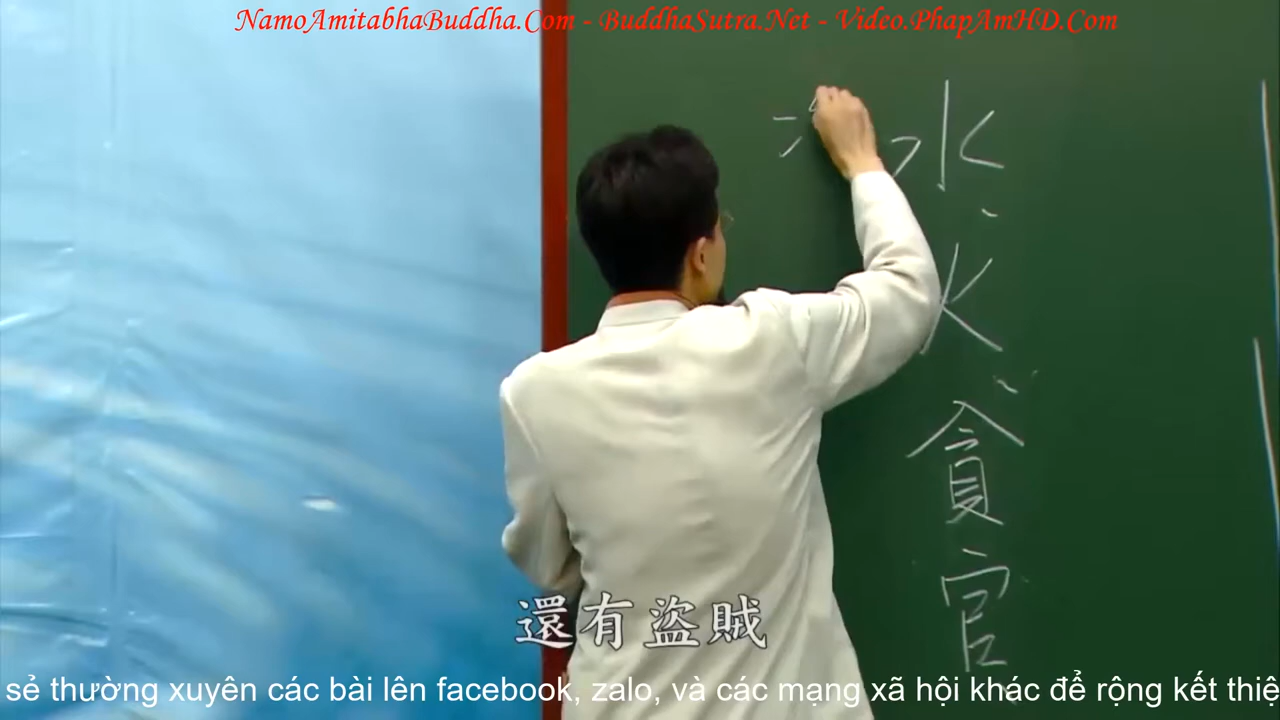 NamoAmitabhaBuddha.Com - BuddhaSutra.Net - Video.PhapAmHD.Com
水
火
貪
官
還有盜賊
sẻ thường xuyên các bài lên facebook, zalo, và các mạng xã hội khác để rộng kết thiệ